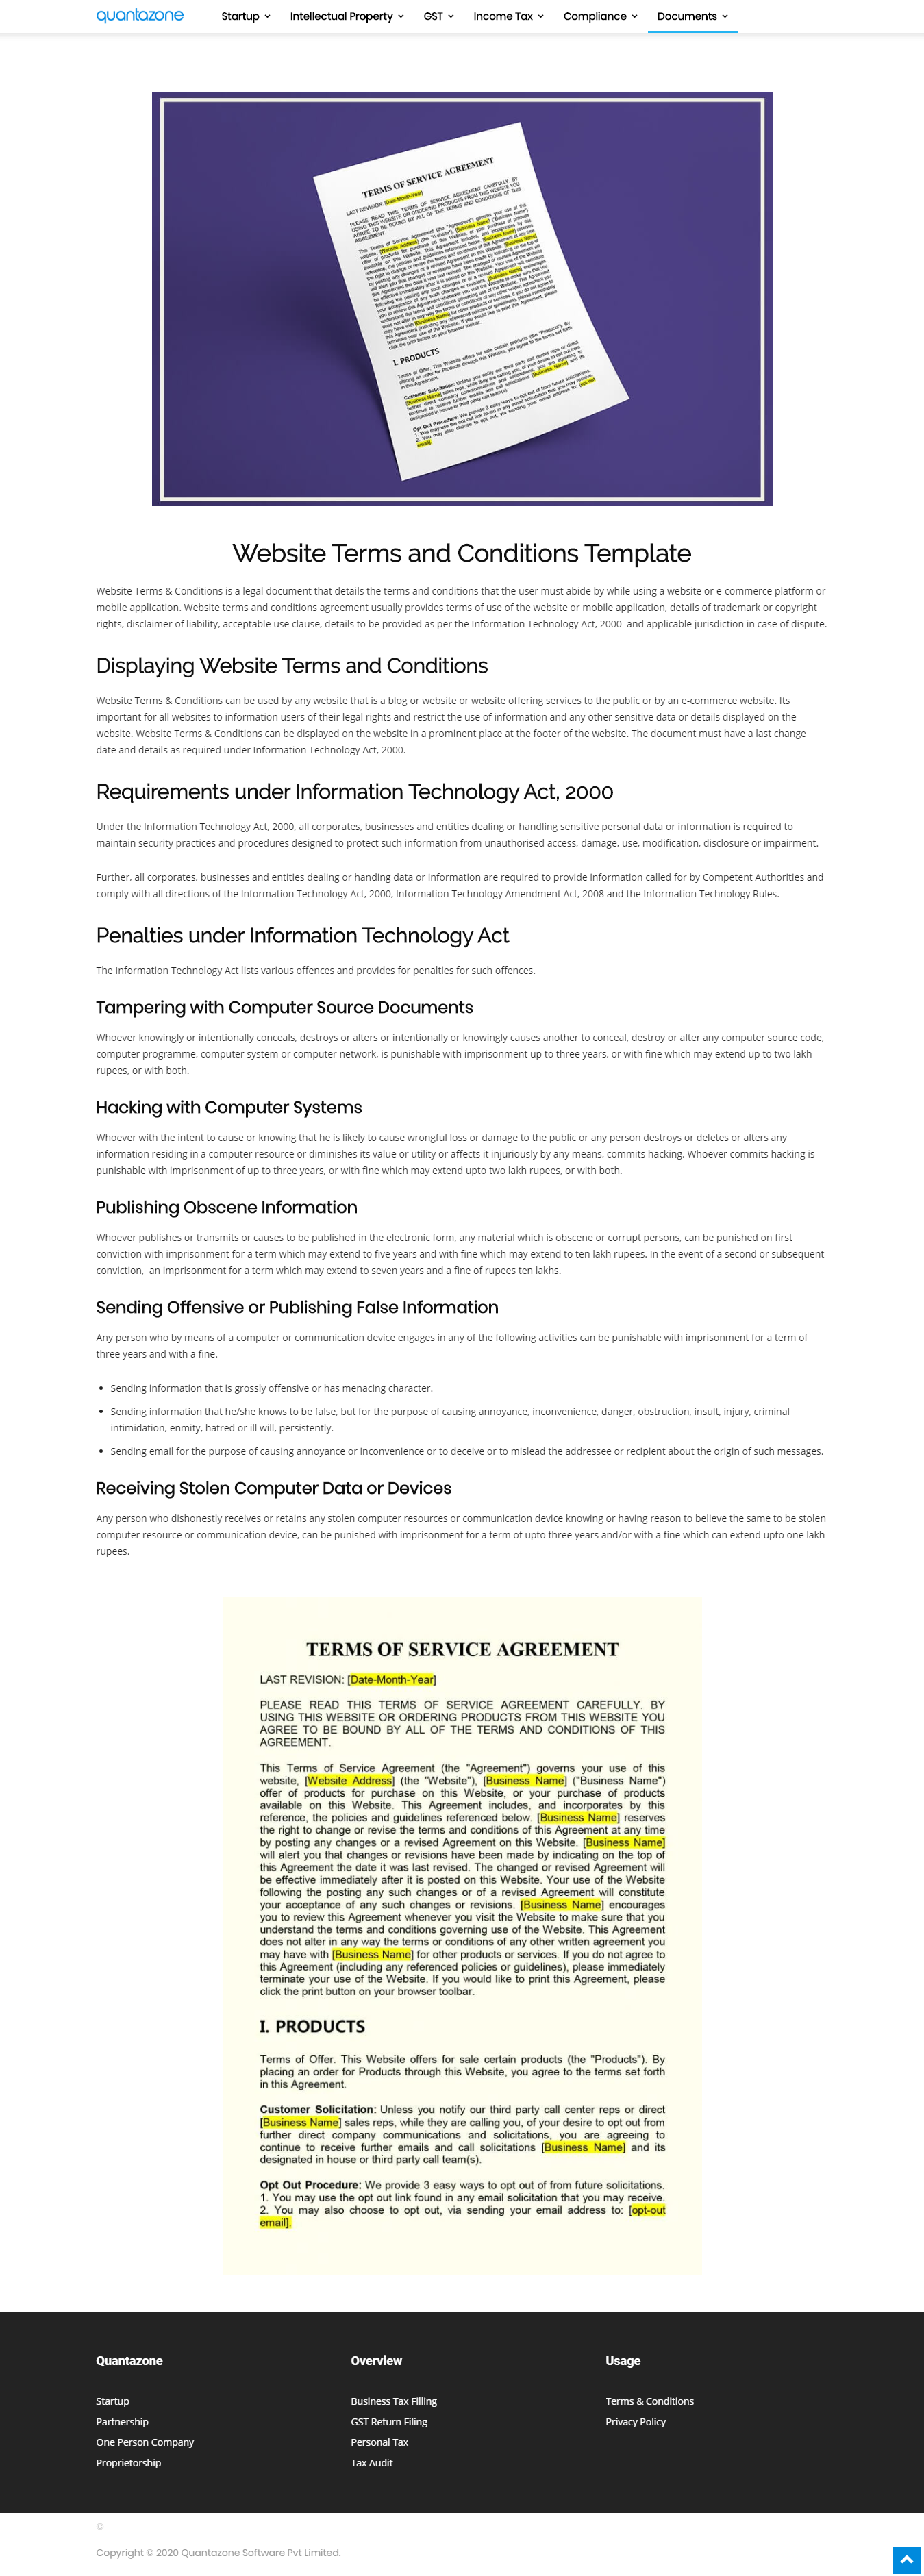 quantazone
Startup
Intellectual Property
GST
Income Tax
Compliance
Documents
TERMS OF SERVICE AGREEMENT
LAST REVISION: [Date-Month-Year]
PLEASE READ THIS TERMS OF SERVICE AGREEMENT CAREFULLY. BY
USING THIS WEBSITE OR ORDERING PRODUCTS FROM THIS WEBSITE YOU
AGREE TO BE BOUND BY ALL OF THE TERMS AND CONDITIONS OF THIS
AGREEMENT.
I. PRODUCTS
Website Terms and Conditions Template
Website Terms & Conditions is a legal document that details the terms and conditions that the user must abide by while using a website or e-commerce platform or
mobile application. Website terms and conditions agreement usually provides terms of use of the website or mobile application, details of trademark or copyright
rights, disclaimer of liability, acceptable use clause, details to be provided as per the Information Technology Act, 2000  and applicable jurisdiction in case of dispute.
Displaying Website Terms and Conditions
Website Terms & Conditions can be used by any website that is a blog or website or website offering services to the public or by an e-commerce website. Its
important for all websites to information users of their legal rights and restrict the use of information and any other sensitive data or details displayed on the
website. Website Terms & Conditions can be displayed on the website in a prominent place at the footer of the website. The document must have a last change
date and details as required under Information Technology Act, 2000.
Requirements under Information Technology Act, 2000
Under the Information Technology Act, 2000, all corporates, businesses and entities dealing or handling sensitive personal data or information is required to
maintain security practices and procedures designed to protect such information from unauthorised access, damage, use, modification, disclosure or impairment.
Further, all corporates, businesses and entities dealing or handing data or information are required to provide information called for by Competent Authorities and
comply with all directions of the Information Technology Act, 2000, Information Technology Amendment Act, 2008 and the Information Technology Rules.
Penalties under Information Technology Act
The Information Technology Act lists various offences and provides for penalties for such offences.
Tampering with Computer Source Documents
Whoever knowingly or intentionally conceals, destroys or alters or intentionally or knowingly causes another to conceal, destroy or alter any computer source code,
computer programme, computer system or computer network, is punishable with imprisonment up to three years, or with fine which may extend up to two lakh
rupees, or with both.
Hacking with Computer Systems
Whoever with the intent to cause or knowing that he is likely to cause wrongful loss or damage to the public or any person destroys or deletes or alters any
information residing in a computer resource or diminishes its value or utility or affects it injuriously by any means, commits hacking. Whoever commits hacking is
punishable with imprisonment of up to three years, or with fine which may extend upto two lakh rupees, or with both.
Publishing Obscene Information
Whoever publishes or transmits or causes to be published in the electronic form, any material which is obscene or corrupt persons, can be punished on first
conviction with imprisonment for a term which may extend to five years and with fine which may extend to ten lakh rupees. In the event of a second or subsequent
conviction,  an imprisonment for a term which may extend to seven years and a fine of rupees ten lakhs.
Sending Offensive or Publishing False Information
Any person who by means of a computer or communication device engages in any of the following activities can be punishable with imprisonment for a term of
three years and with a fine.
• Sending information that is grossly offensive or has menacing character.
• Sending information that he/she knows to be false, but for the purpose of causing annoyance, inconvenience, danger, obstruction, insult, injury, criminal
intimidation, enmity, hatred or ill will, persistently.
• Sending email for the purpose of causing annoyance or inconvenience or to deceive or to mislead the addressee or recipient about the origin of such messages.
Receiving Stolen Computer Data or Devices
Any person who dishonestly receives or retains any stolen computer resources or communication device knowing or having reason to believe the same to be stolen
computer resource or communication device, can be punished with imprisonment for a term of upto three years and/or with a fine which can extend upto one lakh
rupees.
TERMS OF SERVICE AGREEMENT
LAST REVISION: [Date-Month-Year]
PLEASE READ THIS TERMS OF SERVICE AGREEMENT CAREFULLY. BY
USING THIS WEBSITE OR ORDERING PRODUCTS FROM THIS WEBSITE YOU
AGREE TO BE BOUND BY ALL OF THE TERMS AND CONDITIONS OF THIS
AGREEMENT.
This Terms of Service Agreement (the "Agreement") governs your use of this
website, [Website Address] (the "Website"), [Business Name] ("Business Name")
offer of products for purchase on this Website, or your purchase of products
available on this Website. This Agreement includes, and incorporates by this
reference, the policies and guidelines referenced below. [Business Name] reserves
the right to change or revise the terms and conditions of this Agreement at any time
by posting any changes or a revised Agreement on this Website. [Business Name]
will alert you that changes or revisions have been made by indicating on the top of
this Agreement the date it was last revised. The changed or revised Agreement will
be effective immediately after it is posted on this Website. Your use of the Website
following the posting any such changes or of a revised Agreement will constitute
your acceptance of any such changes or revisions. [Business Name] encourages
you to review this Agreement whenever you visit the Website to make sure that you
understand the terms and conditions governing use of the Website. This Agreement
does not alter in any way the terms or conditions of any other written agreement you
may have with [Business Name] for other products or services. If you do not agree to
this Agreement (including any referenced policies or guidelines), please immediately
terminate your use of the Website. If you would like to print this Agreement, please
click the print button on your browser toolbar.
I. PRODUCTS
Terms of Offer. This Website offers for sale certain products (the "Products"). By
placing an order for Products through this Website, you agree to the terms set forth
in this Agreement.
Customer Solicitation: Unless you notify our third party call center reps or direct
[Business Name] sales reps, while they are calling you, of your desire to opt out from
further direct company communications and solicitations, you are agreeing to
continue to receive further emails and call solicitations [Business Name] and its
designated in house or third party call team(s).
Opt Out Procedure: We provide 3 easy ways to opt out of from future solicitations.
1. You may use the opt out link found in any email solicitation that you may receive.
2. You may also choose to opt out, via sending your email address to: [opt-out
email].
Quantazone
Startup
Partnership
One Person Company
Proprietorship
Overview
Business Tax Filling
GST Return Filing
Personal Tax
Tax Audit
Usage
Terms & Conditions
Privacy Policy
©
Copyright © 2020 Quantazone Software Pvt Limited.